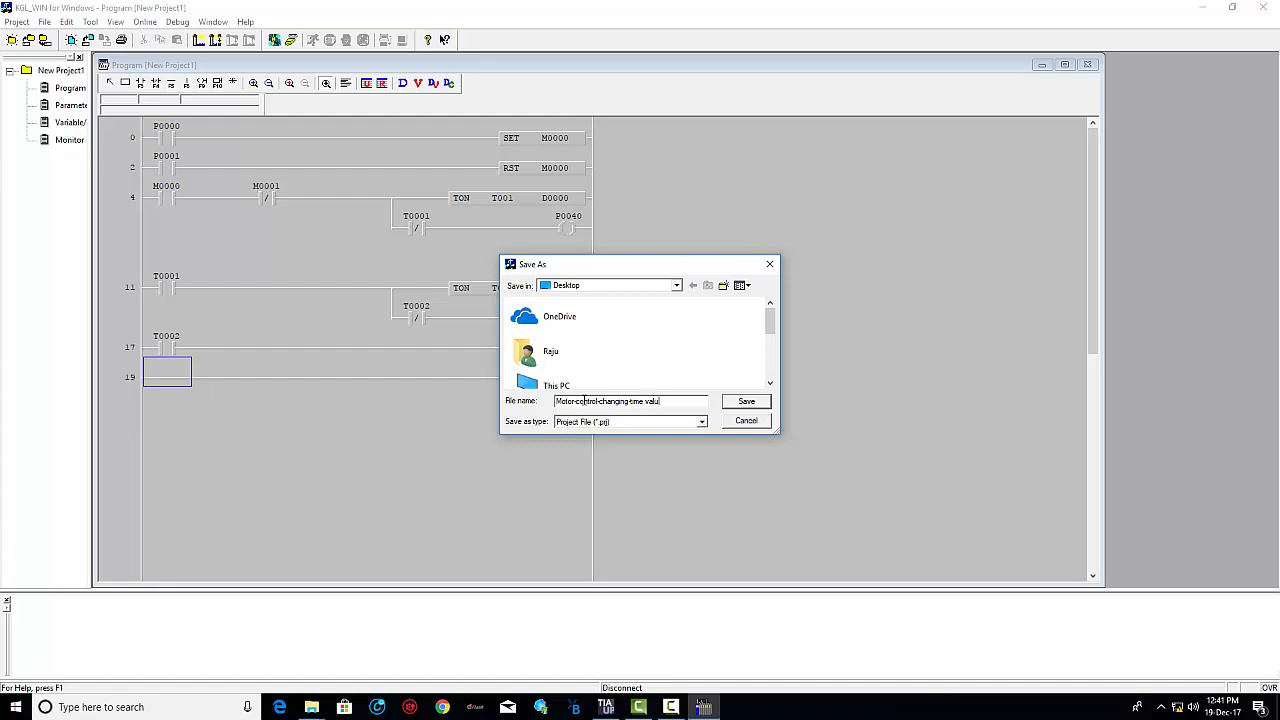 KGL_WIN for Windows - [New Project1]
Project File Edit Tool View Online Debug Window Help
New Project1
Program
Paramete
Variable/
Monitor
Program [New Project1]
P0000
0 SET M0000
P0001
2 RST M0000
M0000 M0001
4 TON T001 D0000
T0001 P0040
T0001
11 TON
T0002
T0002
17
19
Save As
Save in: Desktop
OneDrive
Raju
This PC
File name: Motor-control-changing-time valu Save
Save as type: Project File (*.prj) Cancel
For Help, press F1 Disconnect OVR
Type here to search
12:41 PM
19-Dec-17